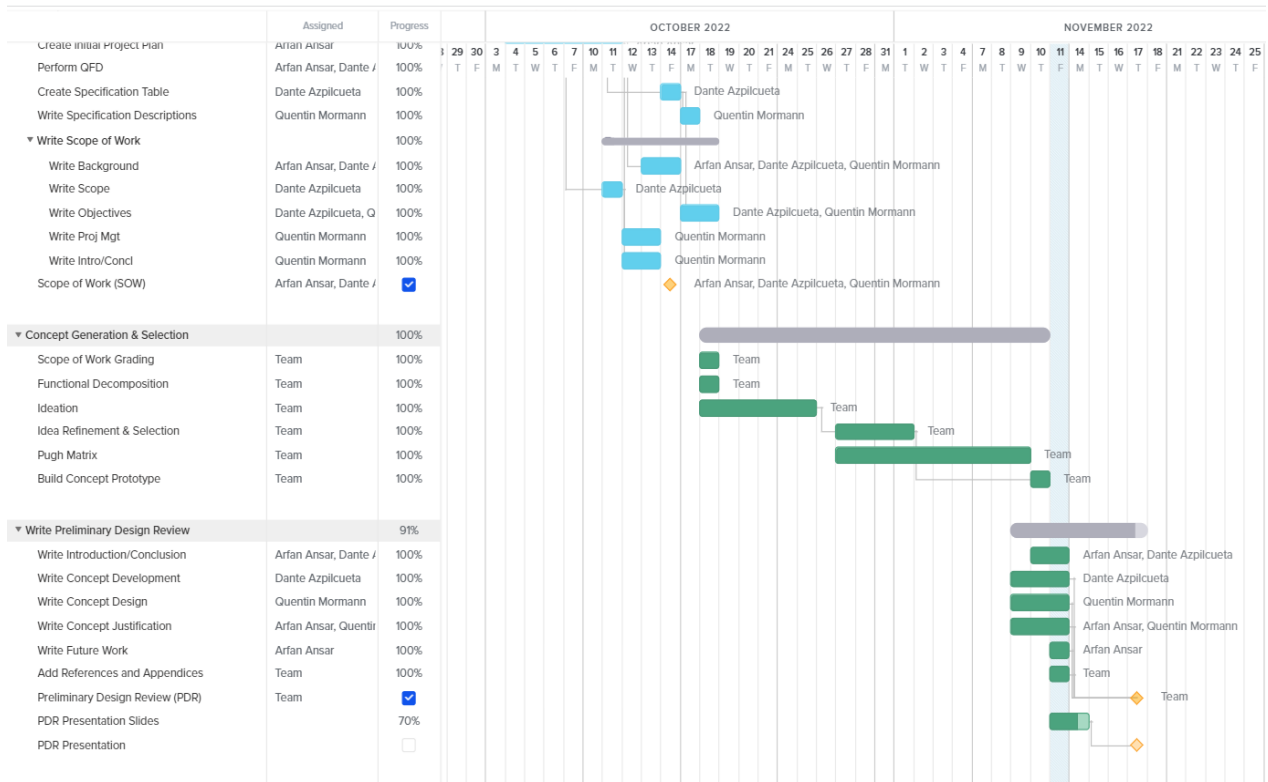 Assigned Progress OCTOBER 2022 NOVEMBER 2022
29 30 3 4 5 6 7 10 11 12 13 14 17 18 19 20 21 24 25 26 27 28 31 1 2 3 4 7 8 9 10 11 14 15 16 17 18 21 22 23 24 25
T F M T W T F M T W T F M T W T F M T W T F M T W T F M T W T F M T W T F M T W T F
Create Initial Project Plan Arfan Ansar 100%
Perform QFD Arfan Ansar, Dante 100%
Create Specification Table Dante Azpilcueta 100% Dante Azpilcueta
Write Specification Descriptions Quentin Mormann 100% Quentin Mormann
Write Scope of Work 100%
Write Background Arfan Ansar, Dante 100% Arfan Ansar, Dante Azpilcueta, Quentin Mormann
Write Scope Dante Azpilcueta 100% Dante Azpilcueta
Write Objectives Dante Azpilcueta, Q 100% Dante Azpilcueta, Quentin Mormann
Write Proj Mgt Quentin Mormann 100% Quentin Mormann
Write Intro/Concl Quentin Mormann 100% Quentin Mormann
Scope of Work (SOW) Arfan Ansar, Dante Arfan Ansar, Dante Azpilcueta, Quentin Mormann
Concept Generation & Selection 100%
Scope of Work Grading Team 100% Team
Functional Decomposition Team 100% Team
Ideation Team 100% Team
Idea Refinement & Selection Team 100% Team
Pugh Matrix Team 100% Team
Build Concept Prototype Team 100% Team
Write Preliminary Design Review 91%
Write Introduction/Conclusion Arfan Ansar, Dante 100% Arfan Ansar, Dante Azpilcueta
Write Concept Development Dante Azpilcueta 100% Dante Azpilcueta
Write Concept Design Quentin Mormann 100% Quentin Mormann
Write Concept Justification Arfan Ansar, Quentin 100% Arfan Ansar, Quentin Mormann
Write Future Work Arfan Ansar 100% Arfan Ansar
Add References and Appendices Team 100% Team
Preliminary Design Review (PDR) Team Team
PDR Presentation Slides 70%
PDR Presentation